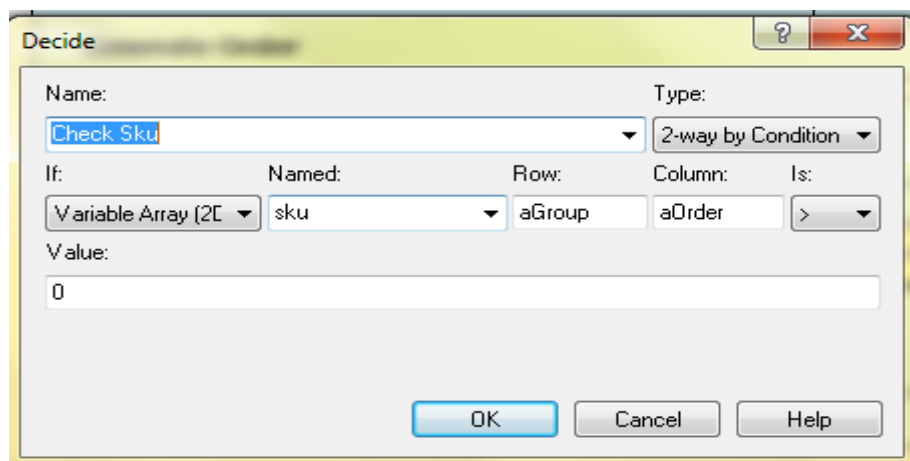 Decide
Name: Type:
Check Sku 2-way by Condition
If: Named: Row: Column: Is:
Variable Array (2D sku aGroup aOrder >
Value:
0
OK Cancel Help